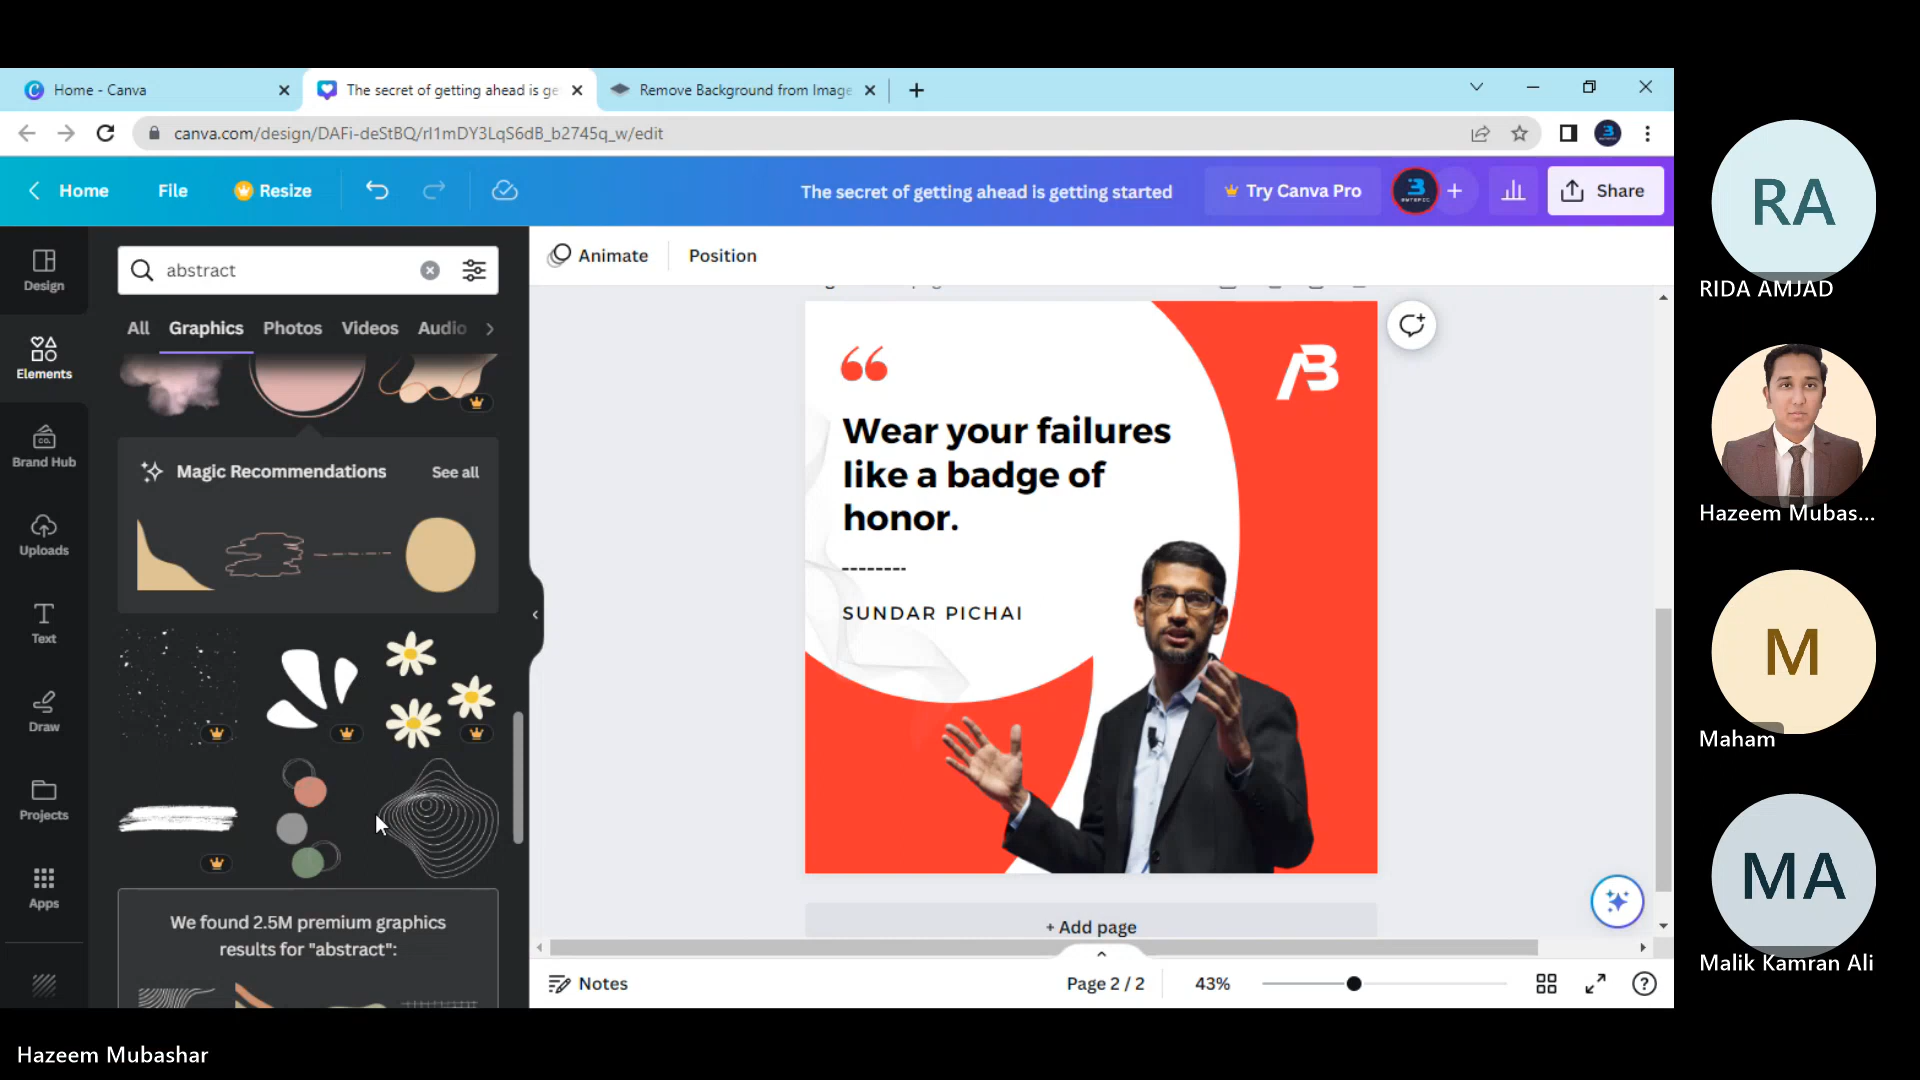 Home - Canva
The secret of getting ahead is ge
Remove Background from Image
canva.com/design/DAFi-deStBQ/rl1mDY3LqS6dB_b2745q_w/edit
Home
File
Resize
The secret of getting ahead is getting started
Try Canva Pro
Share
Design
Elements
Brand Hub
Uploads
Text
Draw
Projects
Apps
abstract
All
Graphics
Photos
Videos
Audio
Magic Recommendations
See all
We found 2.5M premium graphics
results for "abstract":
Animate
Position
Wear your failures
like a badge of
honor.
--------
SUNDAR PICHAI
+ Add page
Notes
Page 2 / 2
43%
RA
RIDA AMJAD
Hazeem Mubas...
M
Maham
MA
Malik Kamran Ali
Hazeem Mubashar